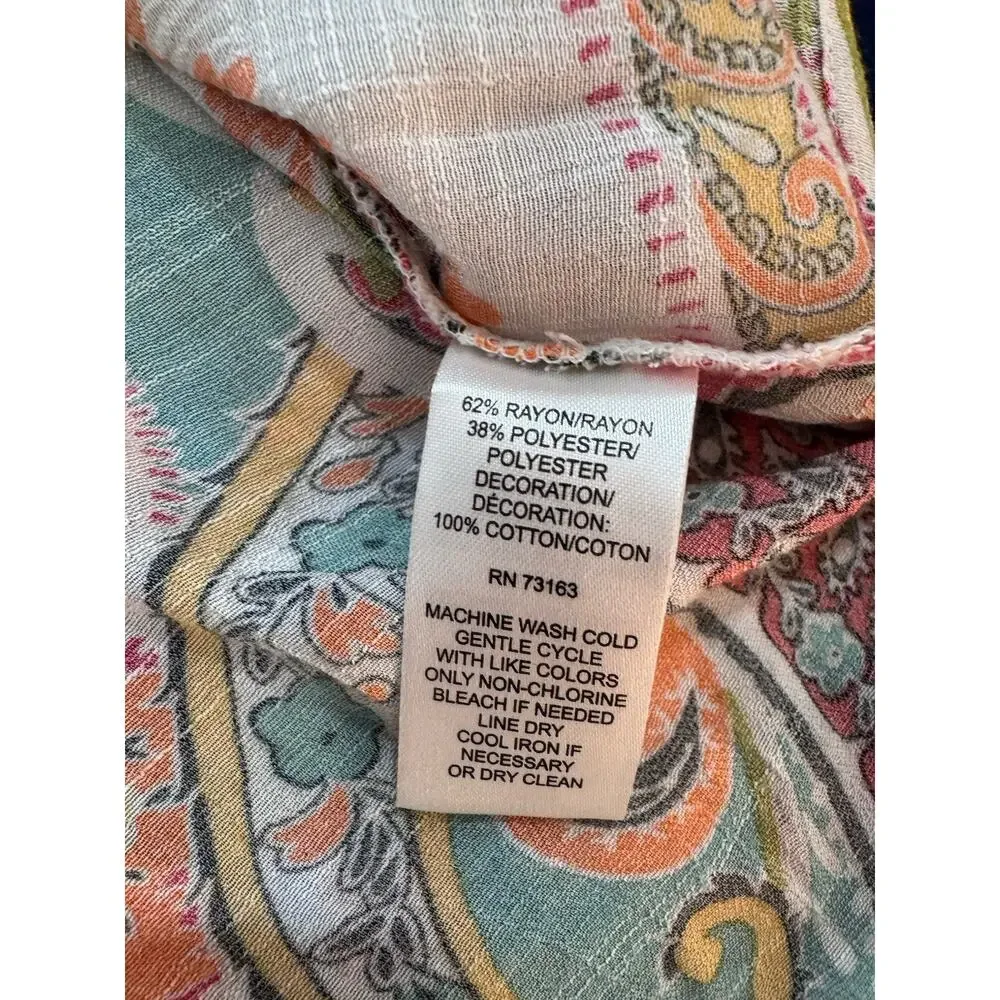 62% RAYON/RAYON
38% POLYESTER/
POLYESTER
DECORATION/
DÉCORATION:
100% COTTON/COTON
RN 73163
MACHINE WASH COLD
GENTLE CYCLE
WITH LIKE COLORS
ONLY NON-CHLORINE
BLEACH IF NEEDED
LINE DRY
COOL IRON IF
NECESSARY
OR DRY CLEAN